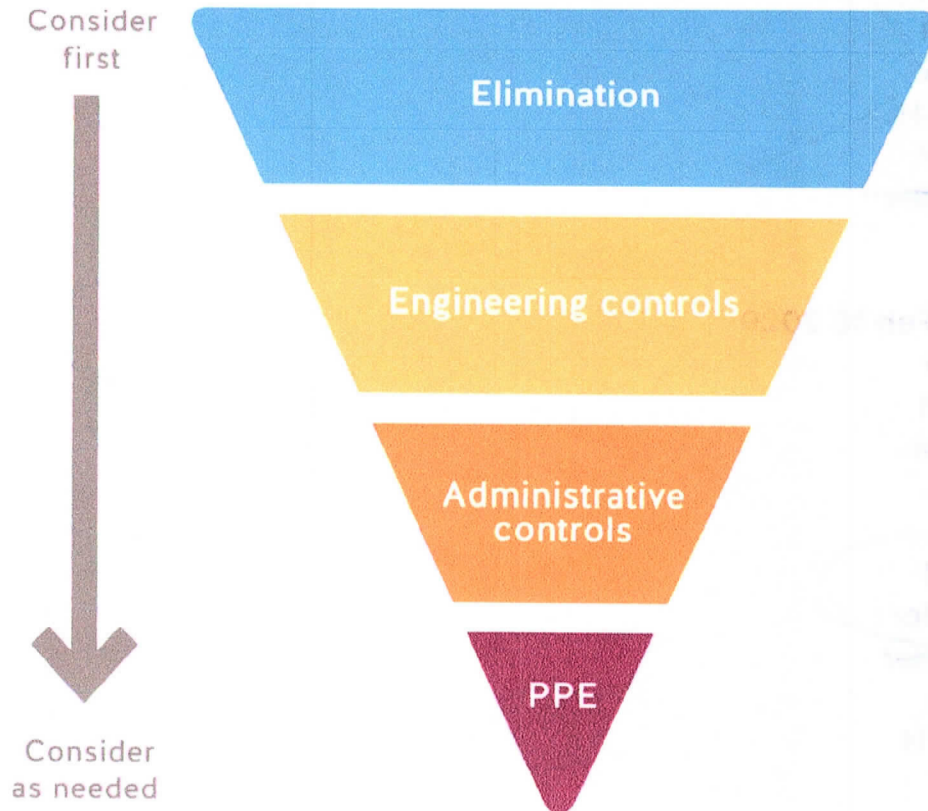 Consider
first
Elimination
Engineering controls
Administrative
controls
PPE
Consider
as needed